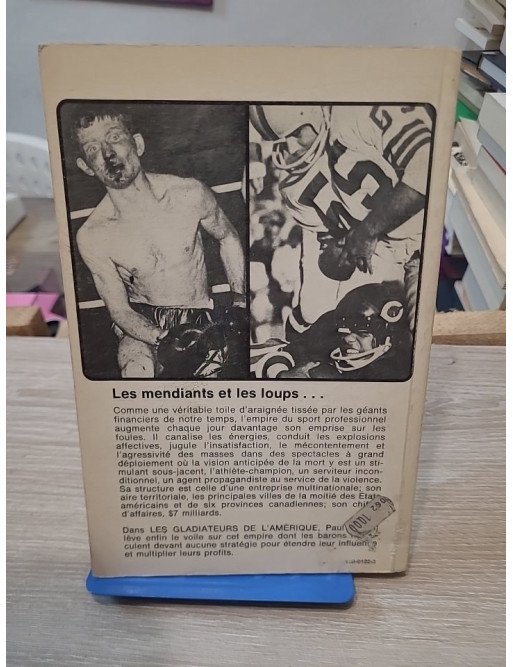 55
Les mendiants et les loups . . .
Comme une véritable toile d'araignée tissée par les géants
financiers de notre temps, l'empire du sport professionnel
augmente chaque jour davantage son emprise sur les
foules. Il canalise les énergies, conduit les explosions
affectives, jugule l'insatisfaction, le mécontentement et
l'agressivité des masses dans des spectacles à grand
déploiement où la vision anticipée de la mort y est un sti-
mulant sous-jacent, l'athlète-champion, un serviteur incon-
ditionnel, un agent propagandiste au service de la violence.
Sa structure est celle d'une entreprise multinationale; son
aire territoriale, les principales villes de la moitié des États
américains et de six provinces canadiennes; son
d'affaires, $7 milliards.
Dans LES GLADIATEURS DE L'AMÉRIQUE, Paul
lève enfin le voile sur cet empire dont les barons
culent devant aucune stratégie pour étendre leur
et multiplier leurs profits.